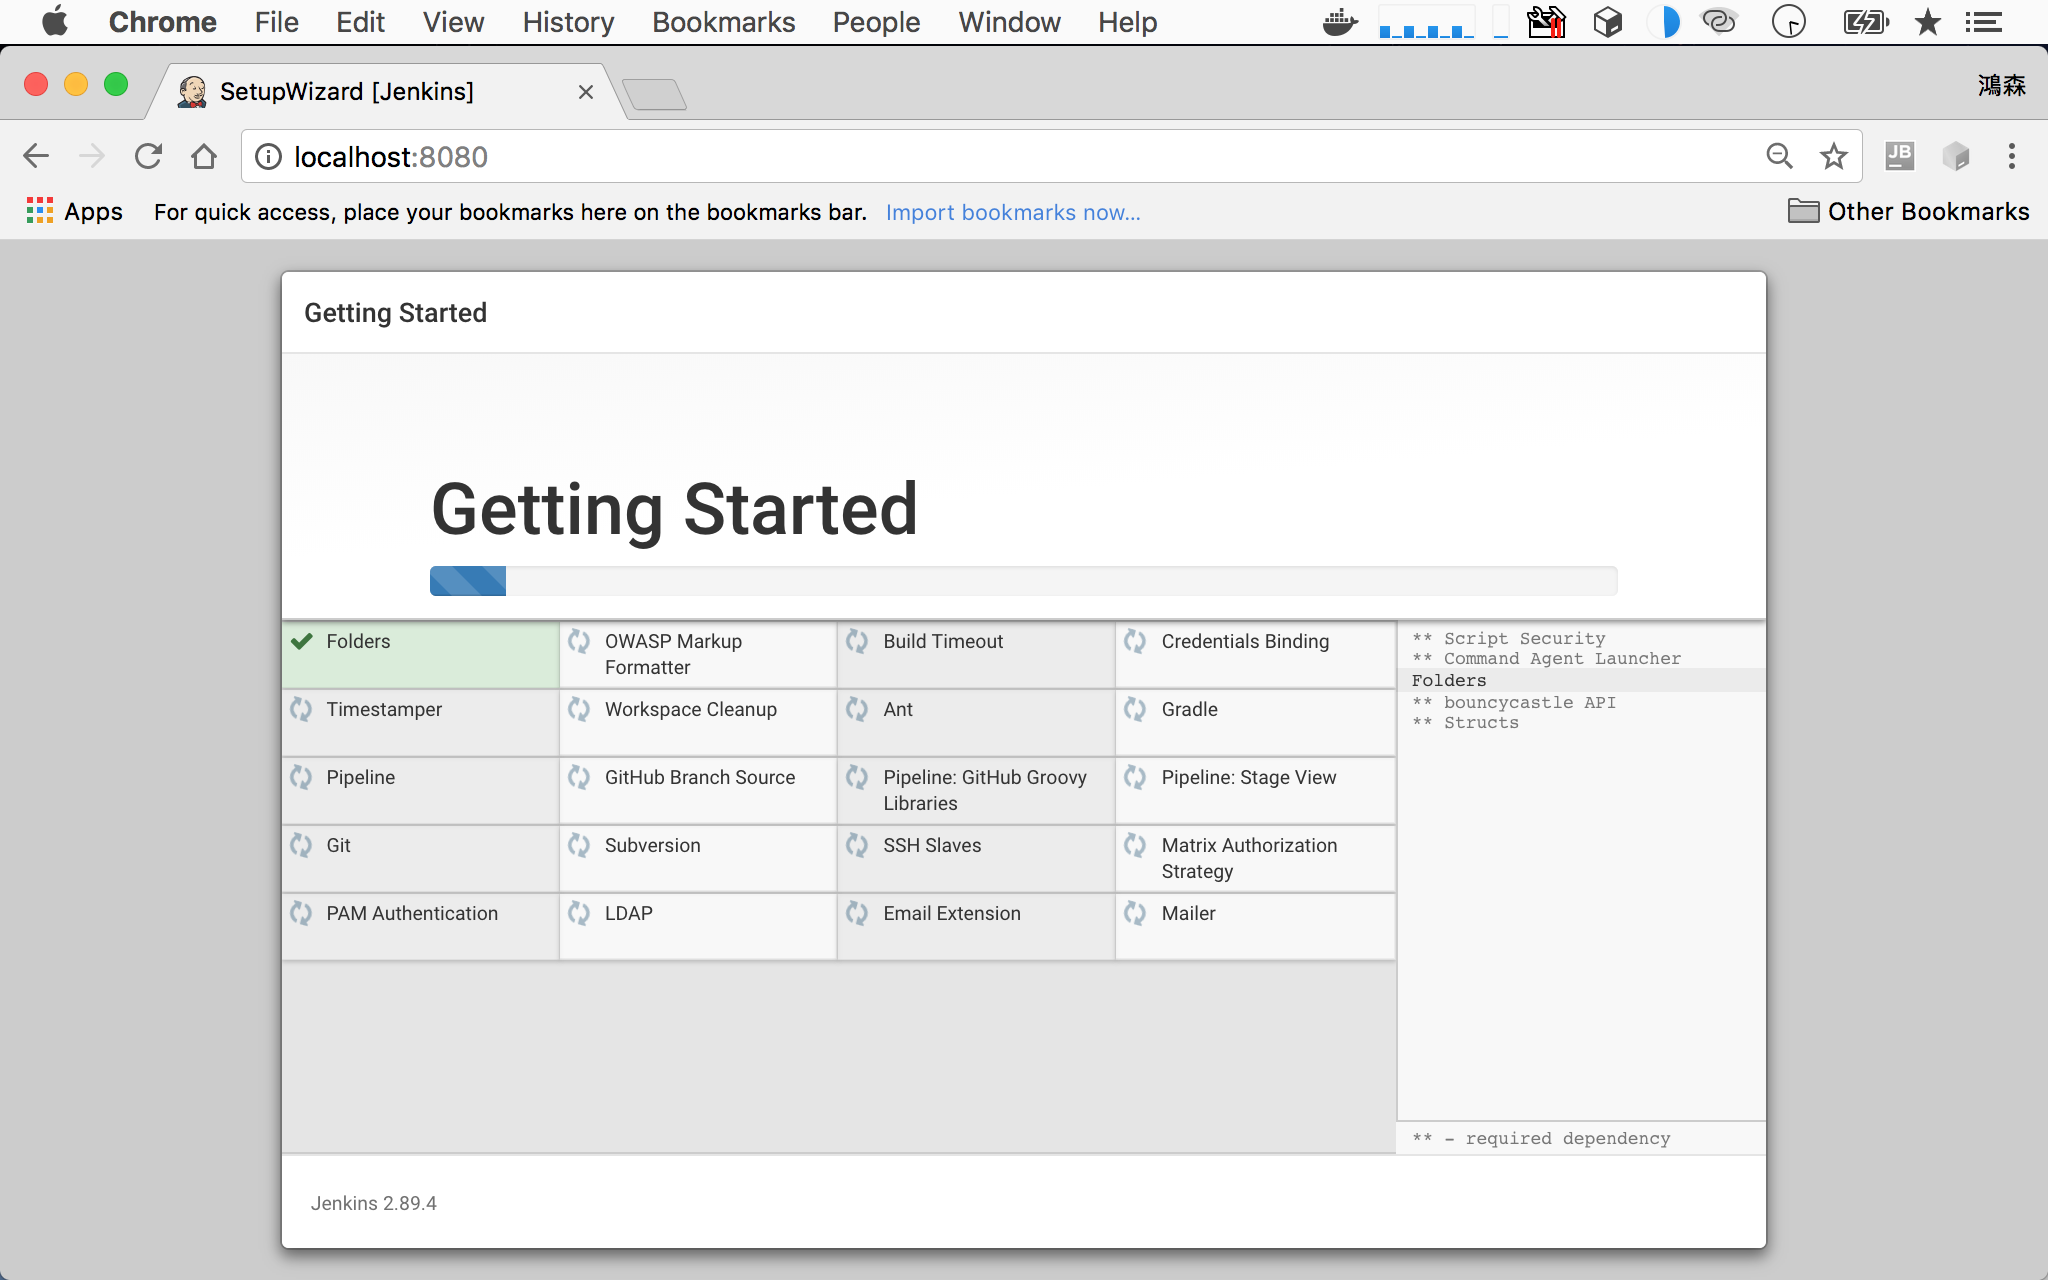 Chrome File Edit View History Bookmarks People Window Help
SetupWizard [Jenkins]
鴻森
localhost:8080
JB
Apps For quick access, place your bookmarks here on the bookmarks bar. Import bookmarks now... Other Bookmarks
Getting Started
Getting Started
Folders
OWASP Markup
Formatter
Build Timeout
Credentials Binding
Timestamper
Workspace Cleanup
Ant
Gradle
Pipeline
GitHub Branch Source
Pipeline: GitHub Groovy
Libraries
Pipeline: Stage View
Git
Subversion
SSH Slaves
Matrix Authorization
Strategy
PAM Authentication
LDAP
Email Extension
Mailer
** Script Security
** Command Agent Launcher
Folders
** bouncycastle API
** Structs
** - required dependency
Jenkins 2.89.4